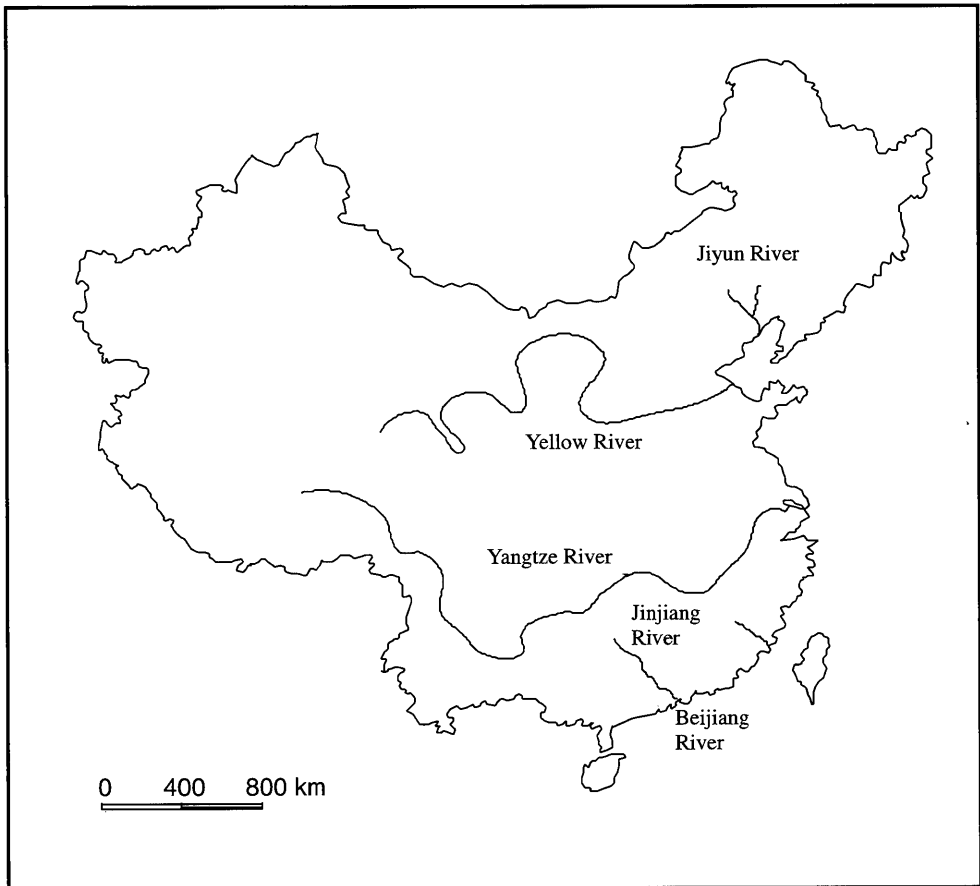 Jiyun River
Yellow River
Yangtze River
Jinjiang
River
Beijiang
River
0 400 800 km